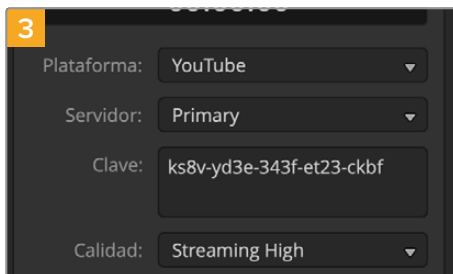 3
Plataforma: YouTube
Servidor: Primary
Clave: ks8v-yd3e-343f-et23-ckbf
Calidad: Streaming High